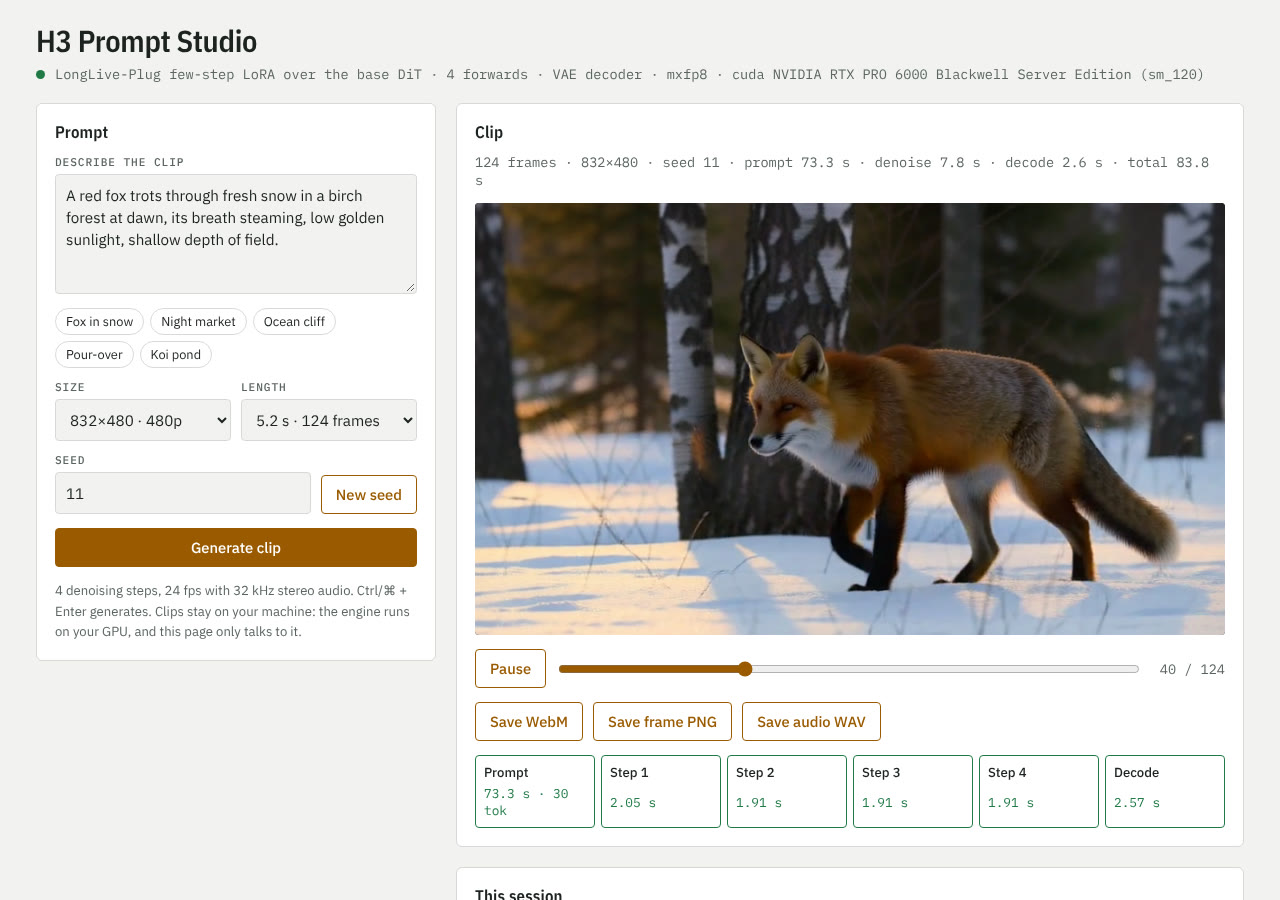 H3 Prompt Studio
LongLive-Plug few-step LoRA over the base DiT · 4 forwards · VAE decoder · mxfp8 · cuda NVIDIA RTX PRO 6000 Blackwell Server Edition (sm_120)
Prompt
DESCRIBE THE CLIP
A red fox trots through fresh snow in a birch
forest at dawn, its breath steaming, low golden
sunlight, shallow depth of field.
Fox in snow
Night market
Ocean cliff
Pour-over
Koi pond
SIZE
LENGTH
832×480 · 480p
5.2 s · 124 frames
SEED
11
New seed
Generate clip
4 denoising steps, 24 fps with 32 kHz stereo audio. Ctrl/⌘ +
Enter generates. Clips stay on your machine: the engine runs
on your GPU, and this page only talks to it.
Clip
124 frames · 832×480 · seed 11 · prompt 73.3 s · denoise 7.8 s · decode 2.6 s · total 83.8
s
Pause
40 / 124
Save WebM
Save frame PNG
Save audio WAV
Prompt
73.3 s · 30
tok
Step 1
2.05 s
Step 2
1.91 s
Step 3
1.91 s
Step 4
1.91 s
Decode
2.57 s
This session